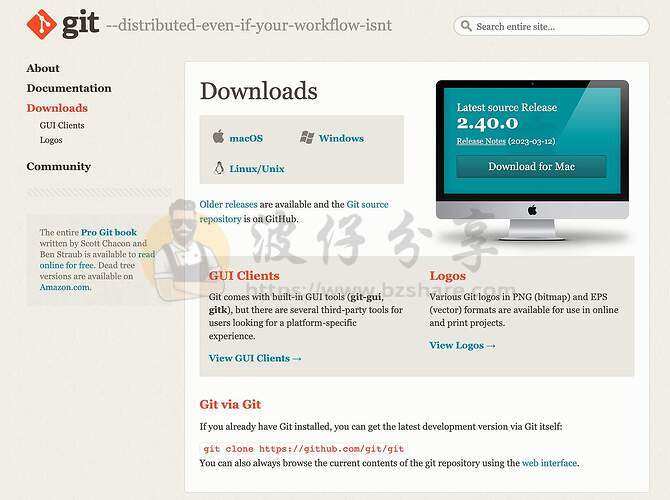 git --distributed-even-if-your-workflow-isnt
Search entire site...
About
Documentation
Downloads
GUI Clients
Logos
Community
The entire Pro Git book
written by Scott Chacon and
Ben Straub is available to read
online for free. Dead tree
versions are available on
Amazon.com.
Downloads
macOS
Windows
Linux/Unix
Older releases are available and the Git source
repository is on GitHub.
Latest source Release
2.40.0
Release Notes (2023-03-12)
Download for Mac
波仔分享
https://www.bzshare.com
GUI Clients
Git comes with built-in GUI tools (git-gui,
gitk), but there are several third-party tools for
users looking for a platform-specific
experience.
View GUI Clients →
Logos
Various Git logos in PNG (bitmap) and EPS
(vector) formats are available for use in online
and print projects.
View Logos →
Git via Git
If you already have Git installed, you can get the latest development version via Git itself:
git clone https://github.com/git/git
You can also always browse the current contents of the git repository using the web interface.